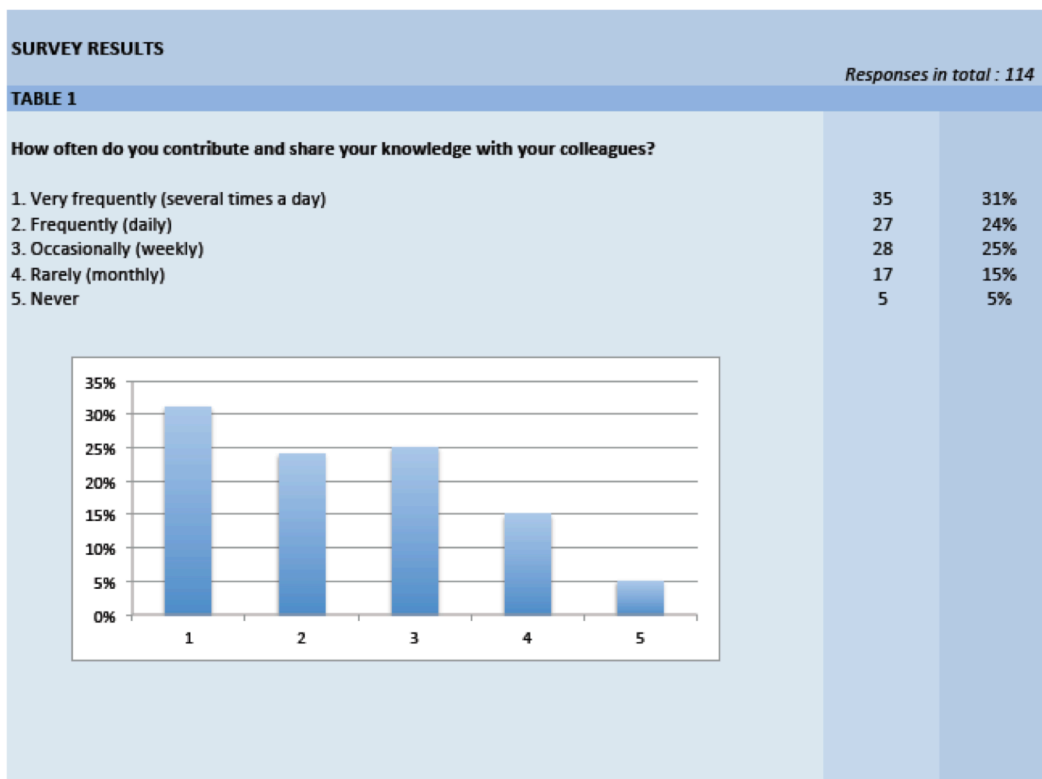 SURVEY RESULTS
Responses in total : 114
TABLE 1
How often do you contribute and share your knowledge with your colleagues?
1. Very frequently (several times a day) 35 31%
2. Frequently (daily) 27 24%
3. Occasionally (weekly) 28 25%
4. Rarely (monthly) 17 15%
5. Never 5 5%
35%
30%
25%
20%
15%
10%
5%
0%
1 2 3 4 5